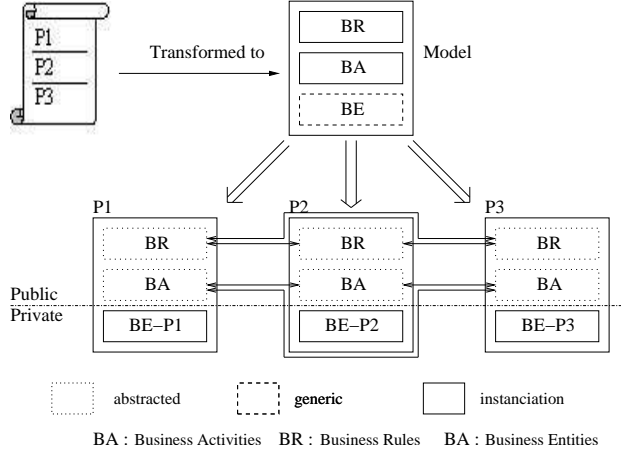 P1
P2
P3
Transformed to
BR
BA
BE
Model
P1
P2
P3
BR
BR
BR
BA
BA
BA
Public
Private
BE–P1
BE–P2
BE–P3
abstracted
generic
instanciation
BA : Business Activities BR : Business Rules BA : Business Entities